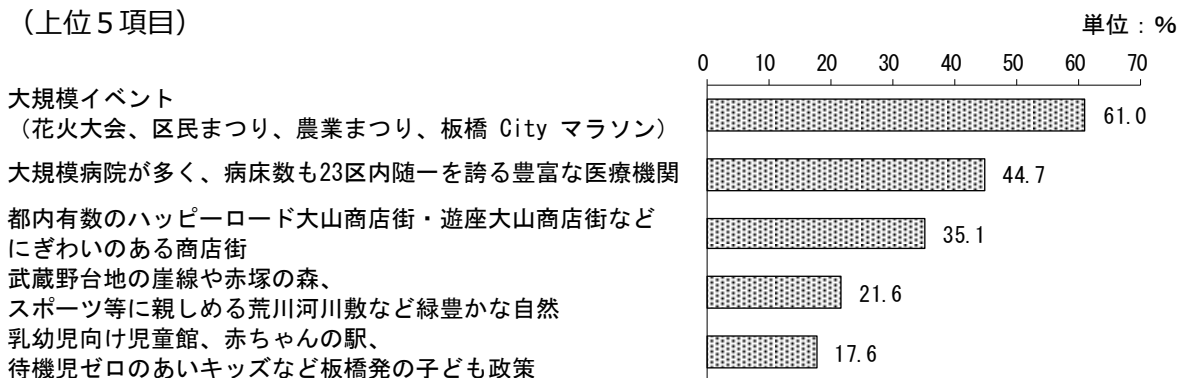 （上位５項目）
単位：％
0 10 20 30 40 50 60 70
大規模イベント
（花火大会、区民まつり、農業まつり、板橋 City マラソン）
61.0
大規模病院が多く、病床数も23区内随一を誇る豊富な医療機関
44.7
都内有数のハッピーロード大山商店街・遊座大山商店街など
にぎわいのある商店街
35.1
武蔵野台地の崖線や赤塚の森、
スポーツ等に親しめる荒川河川敷など緑豊かな自然
21.6
乳幼児向け児童館、赤ちゃんの駅、
待機児ゼロのあいキッズなど板橋発の子ども政策
17.6